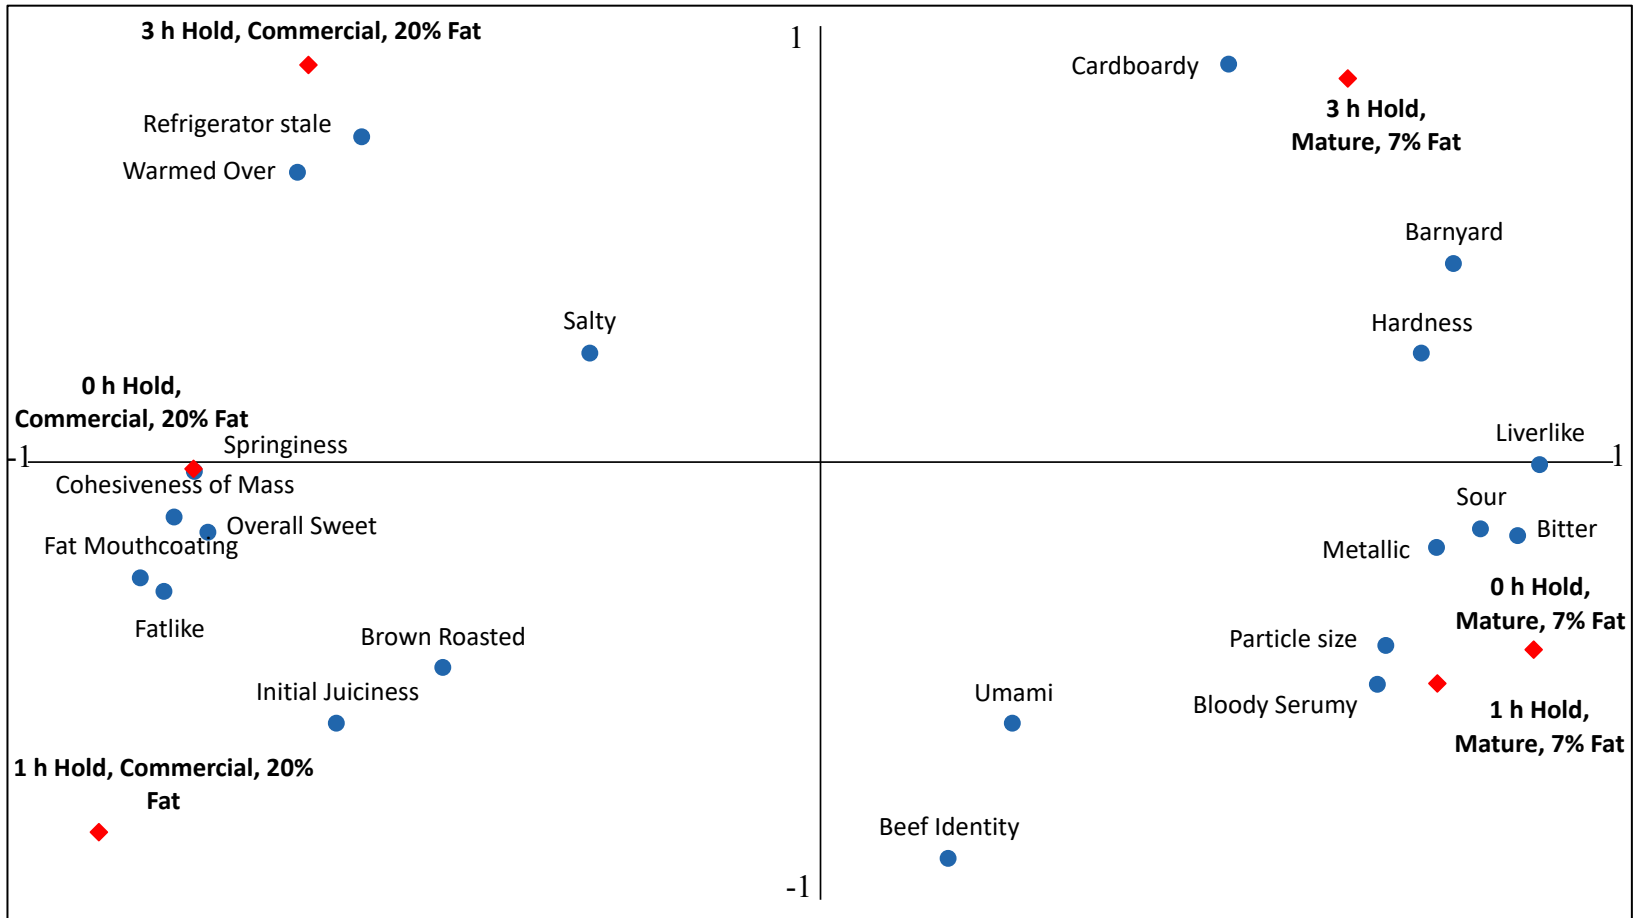 3 h Hold, Commercial, 20% Fat
1
Cardboardy
3 h Hold,
Mature, 7% Fat
Refrigerator stale
Warmed Over
Barnyard
Salty
Hardness
0 h Hold,
Commercial, 20% Fat
Springiness
-1
1
Liverlike
Cohesiveness of Mass
Sour
Overall Sweet
Bitter
Fat Mouthcoating
Metallic
0 h Hold,
Mature, 7% Fat
Fatlike
Brown Roasted
Particle size
Initial Juiciness
Umami
Bloody Serumy
1 h Hold,
Mature, 7% Fat
1 h Hold, Commercial, 20%
Fat
Beef Identity
-1